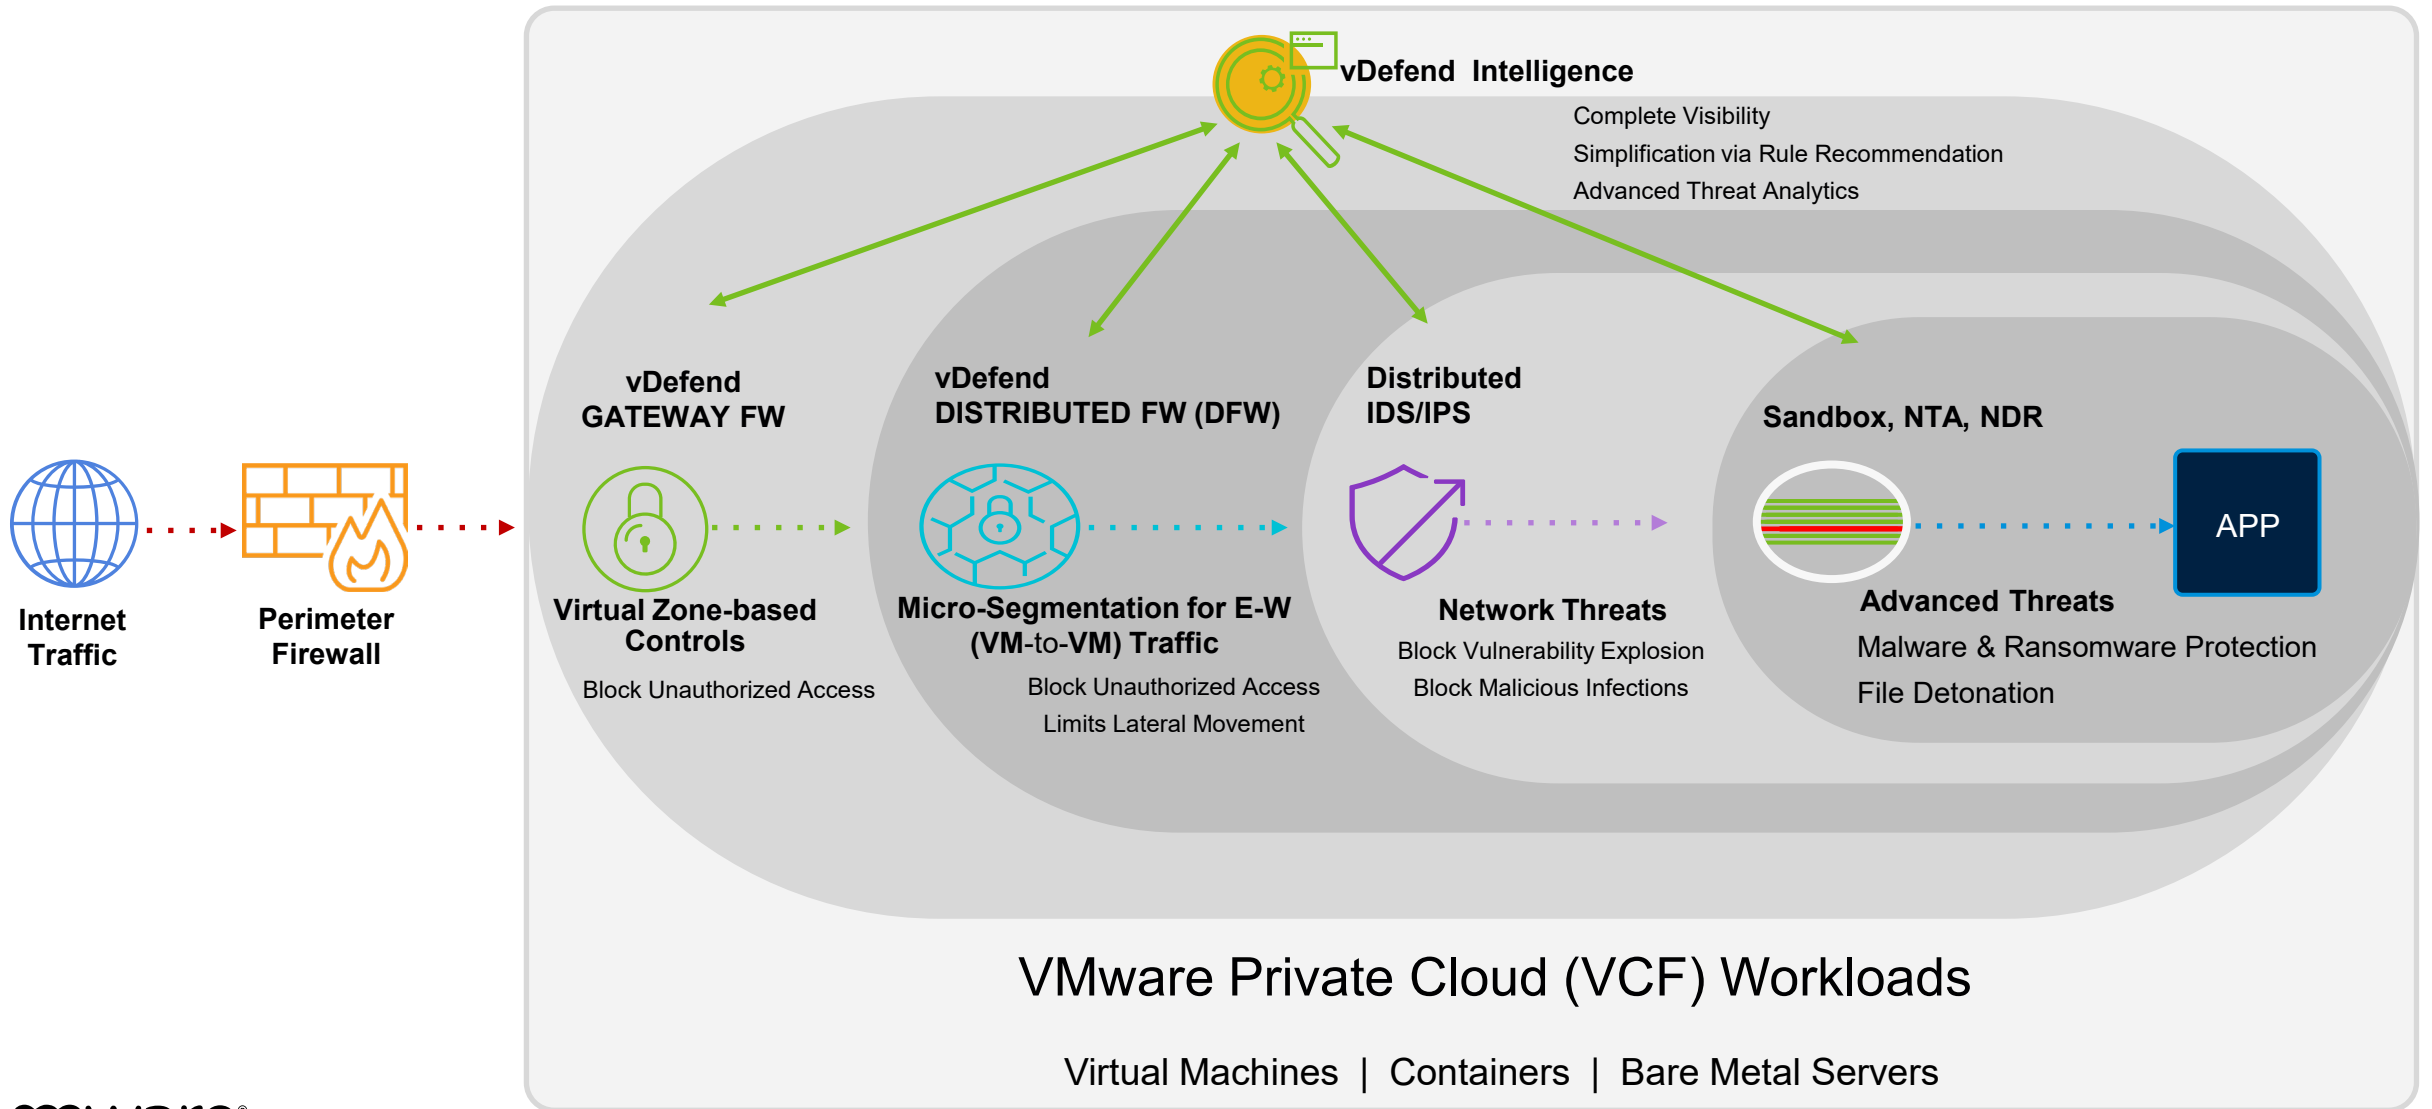 vDefend Intelligence
Complete Visibility
Simplification via Rule Recommendation
Advanced Threat Analytics
vDefend
GATEWAY FW
vDefend
DISTRIBUTED FW (DFW)
Distributed
IDS/IPS
Sandbox, NTA, NDR
APP
Internet
Traffic
Perimeter
Firewall
Virtual Zone-based
Controls
Block Unauthorized Access
Micro-Segmentation for E-W
(VM-to-VM) Traffic
Block Unauthorized Access
Limits Lateral Movement
Network Threats
Block Vulnerability Explosion
Block Malicious Infections
Advanced Threats
Malware & Ransomware Protection
File Detonation
VMware Private Cloud (VCF) Workloads
Virtual Machines | Containers | Bare Metal Servers